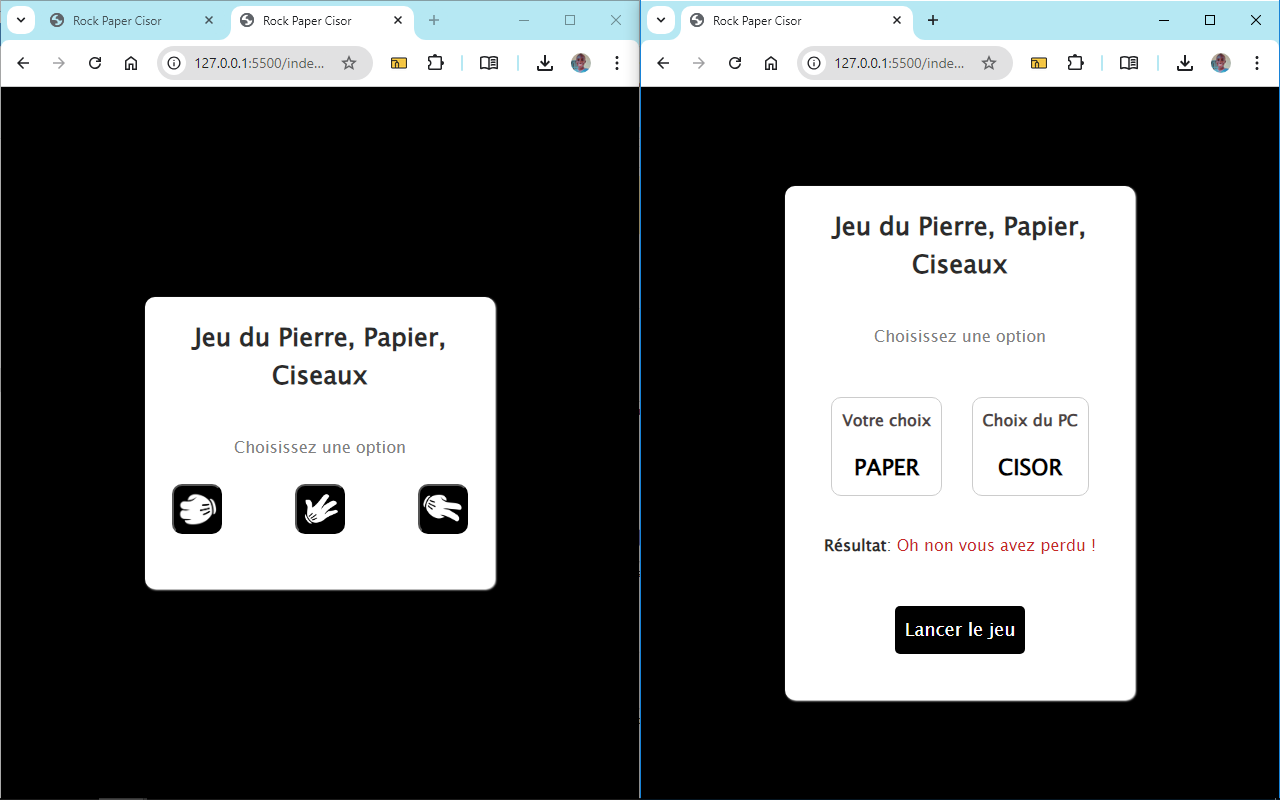 Rock Paper Cisor
Rock Paper Cisor
127.0.0.1:5500/inde...
Jeu du Pierre, Papier,
Ciseaux
Choisissez une option
Rock Paper Cisor
127.0.0.1:5500/inde...
Jeu du Pierre, Papier,
Ciseaux
Choisissez une option
Votre choix
PAPER
Choix du PC
CISOR
Résultat: Oh non vous avez perdu !
Lancer le jeu